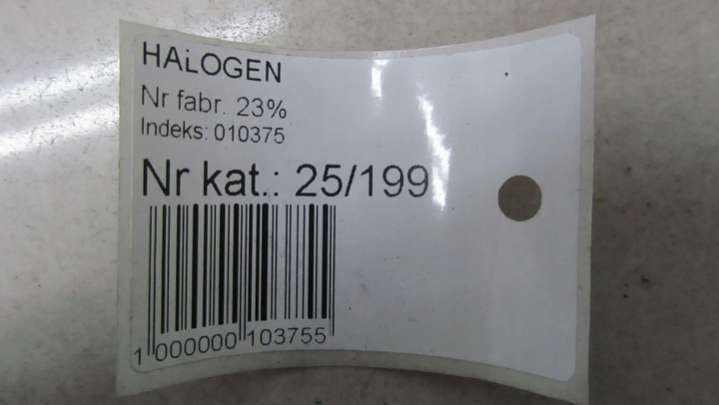 HALOGEN
Nr fabr. 23%
Indeks: 010375
Nr kat.: 25/199
1 000000 103755